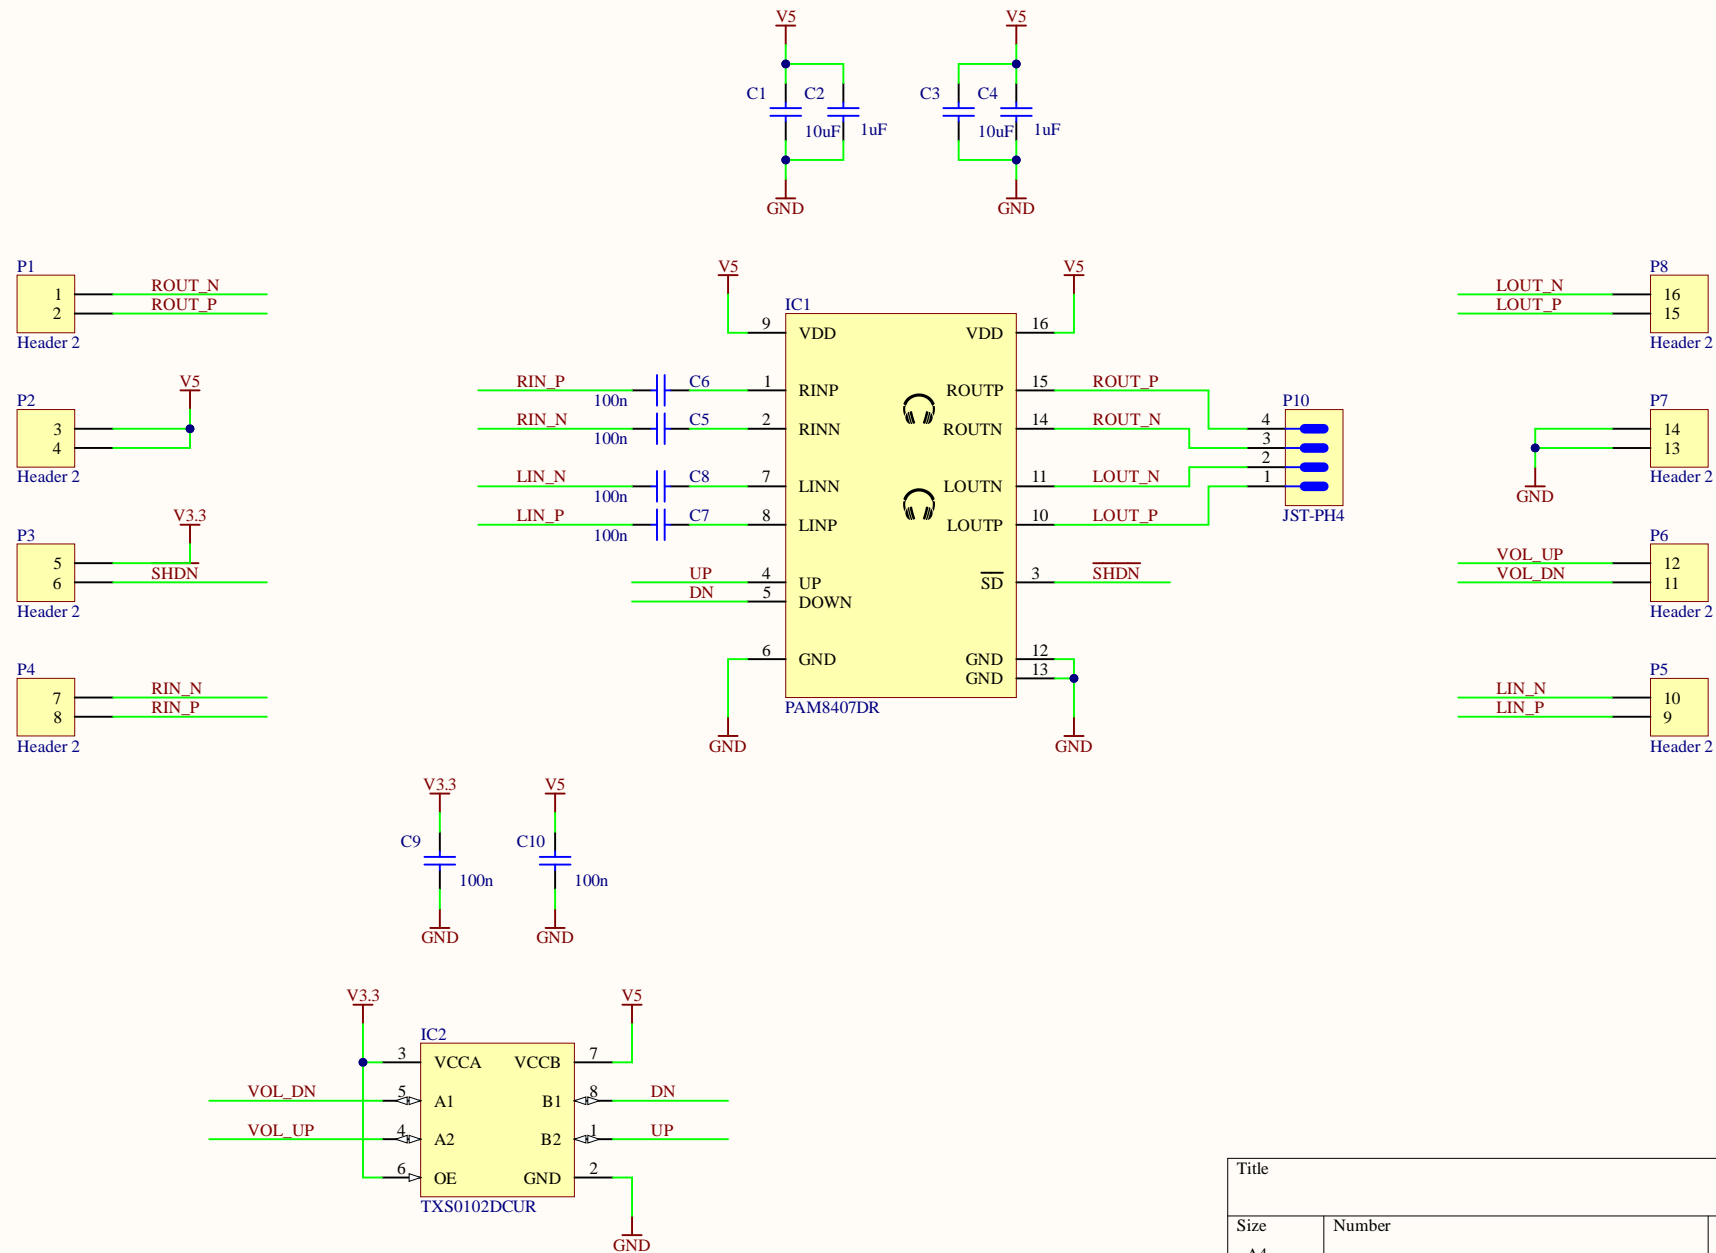 V5 V5
C1 C2 C3 C4
10uF 1uF 10uF 1uF
GND GND
P1
1 ROUT_N
2 ROUT_P
Header 2
P2
V5
3
4
Header 2
P3
V3.3
5
6 SHDN
Header 2
P4
7 RIN_N
8 RIN_P
Header 2
V5 V5
IC1
9 VDD VDD 16
RIN_P C6 100n 1 RINP ROUTP 15 ROUT_P
RIN_N C5 100n 2 RINN ROUTN 14 ROUT_N
LIN_N C8 100n 7 LINN LOUTN 11 LOUT_N
LIN_P C7 100n 8 LINP LOUTP 10 LOUT_P
UP 4 UP SD 3 SHDN
DN 5 DOWN
6 GND GND 12
GND 13
PAM8407DR
GND GND
P10
4
3
2
1
JST-PH4
P8
LOUT_N 16
LOUT_P 15
Header 2
P7
14
13
GND
Header 2
P6
VOL_UP 12
VOL_DN 11
Header 2
P5
LIN_N 10
LIN_P 9
Header 2
V3.3 V5
C9 C10
100n 100n
GND GND
V3.3 V5
IC2
3 VCCA VCCB 7
VOL_DN 5 A1 B1 8 DN
VOL_UP 4 A2 B2 1 UP
6 OE GND 2
TXS0102DCUR
GND
Title
Size Number
A4